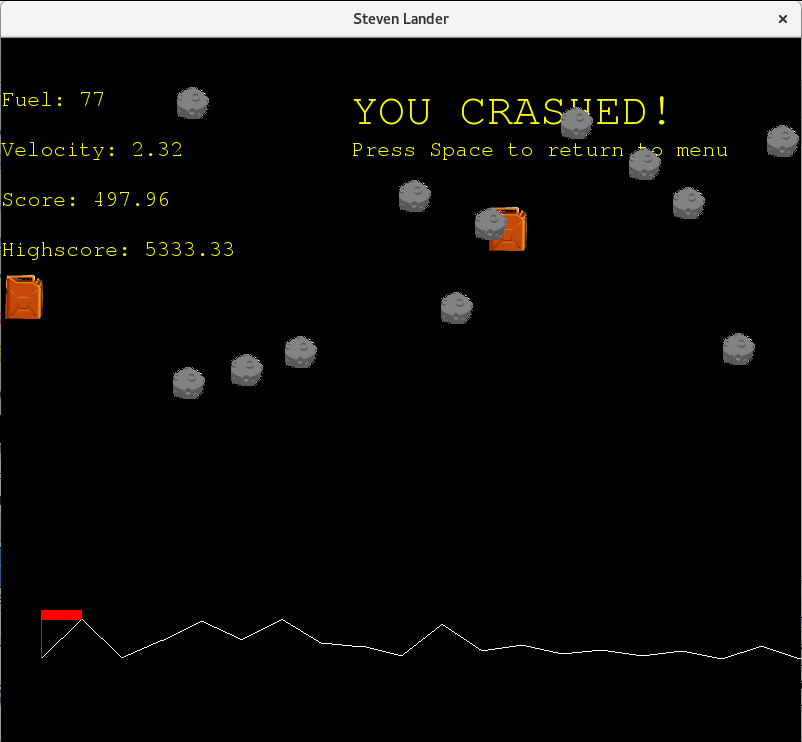 Steven Lander
Fuel: 77
YOU CRASHED!
Velocity: 2.32
Press Space to return to menu
Score: 497.96
Highscore: 5333.33